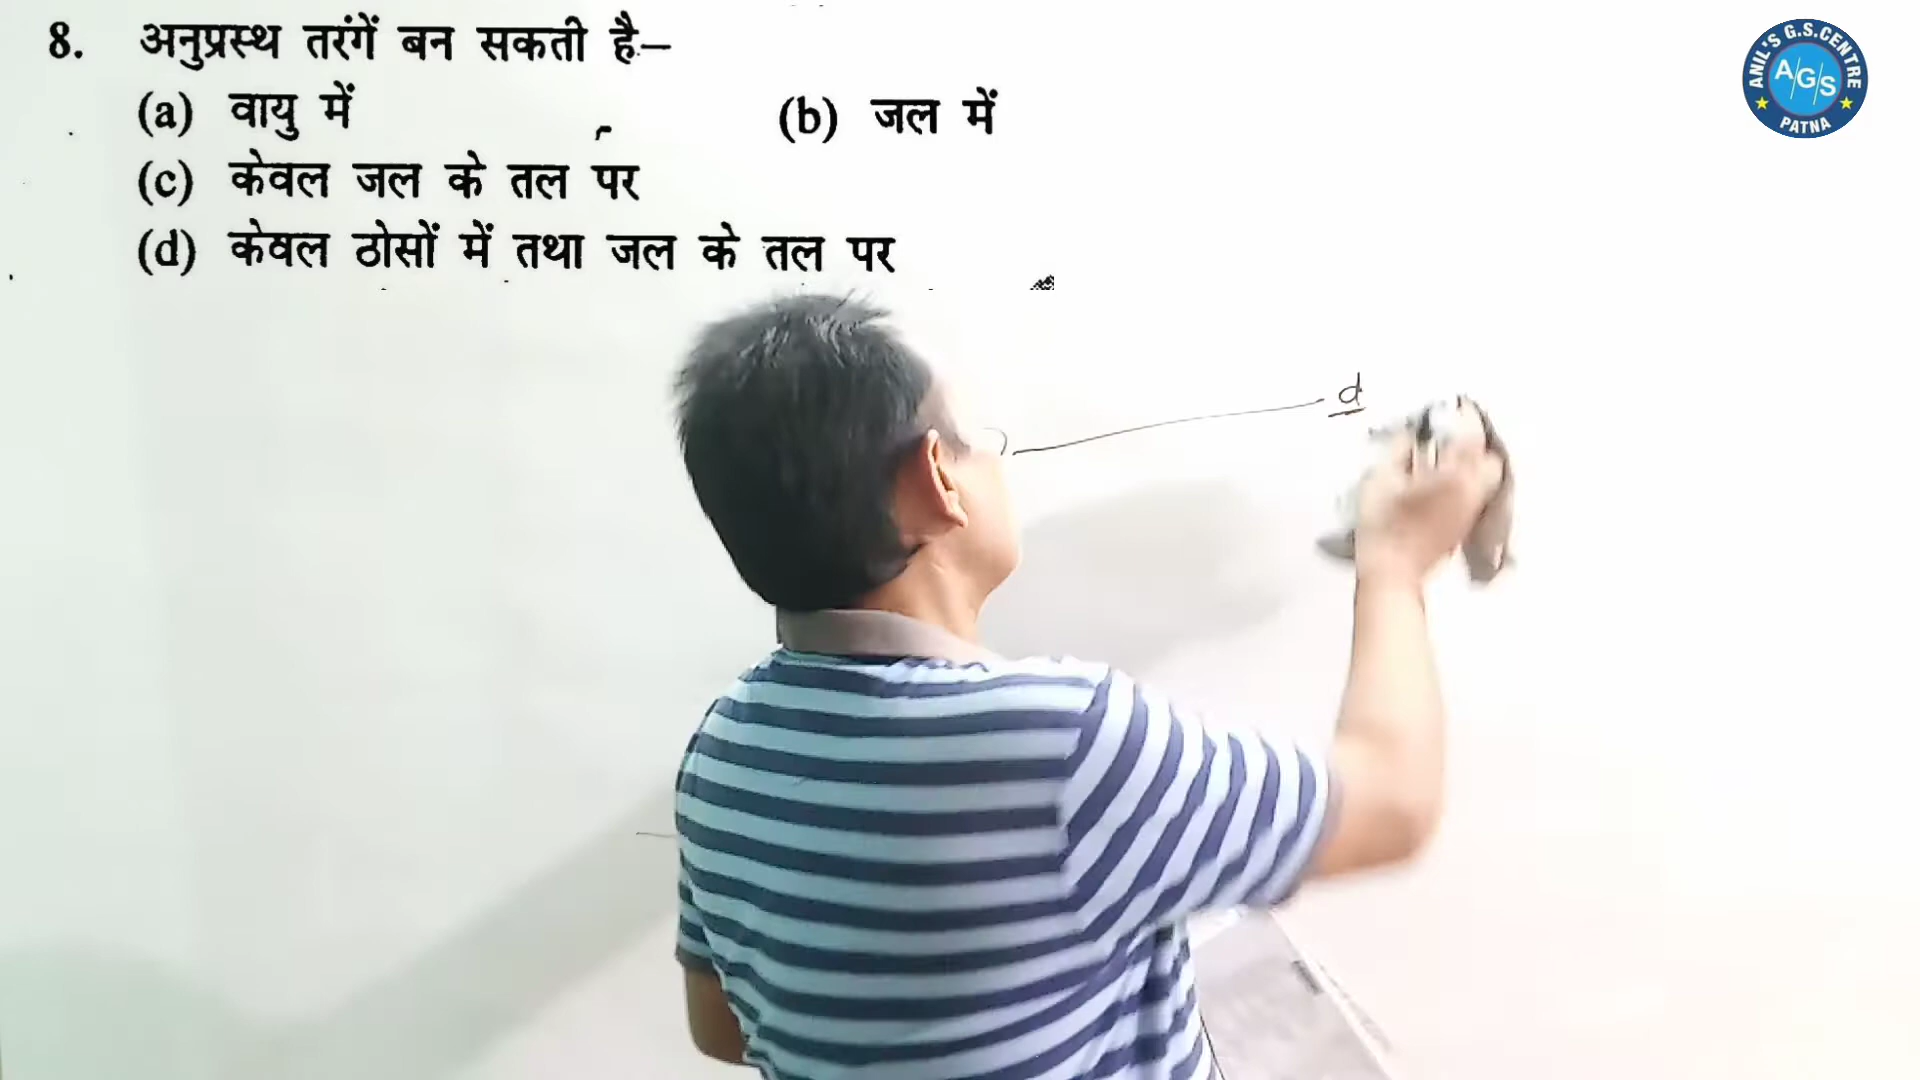 8. अनुप्रस्थ तरंगें बन सकती है–
(a) वायु में (b) जल में
(c) केवल जल के तल पर
(d) केवल ठोसों में तथा जल के तल पर
ANIL'S G.S.CENTRE
A/G/S
PATNA
d